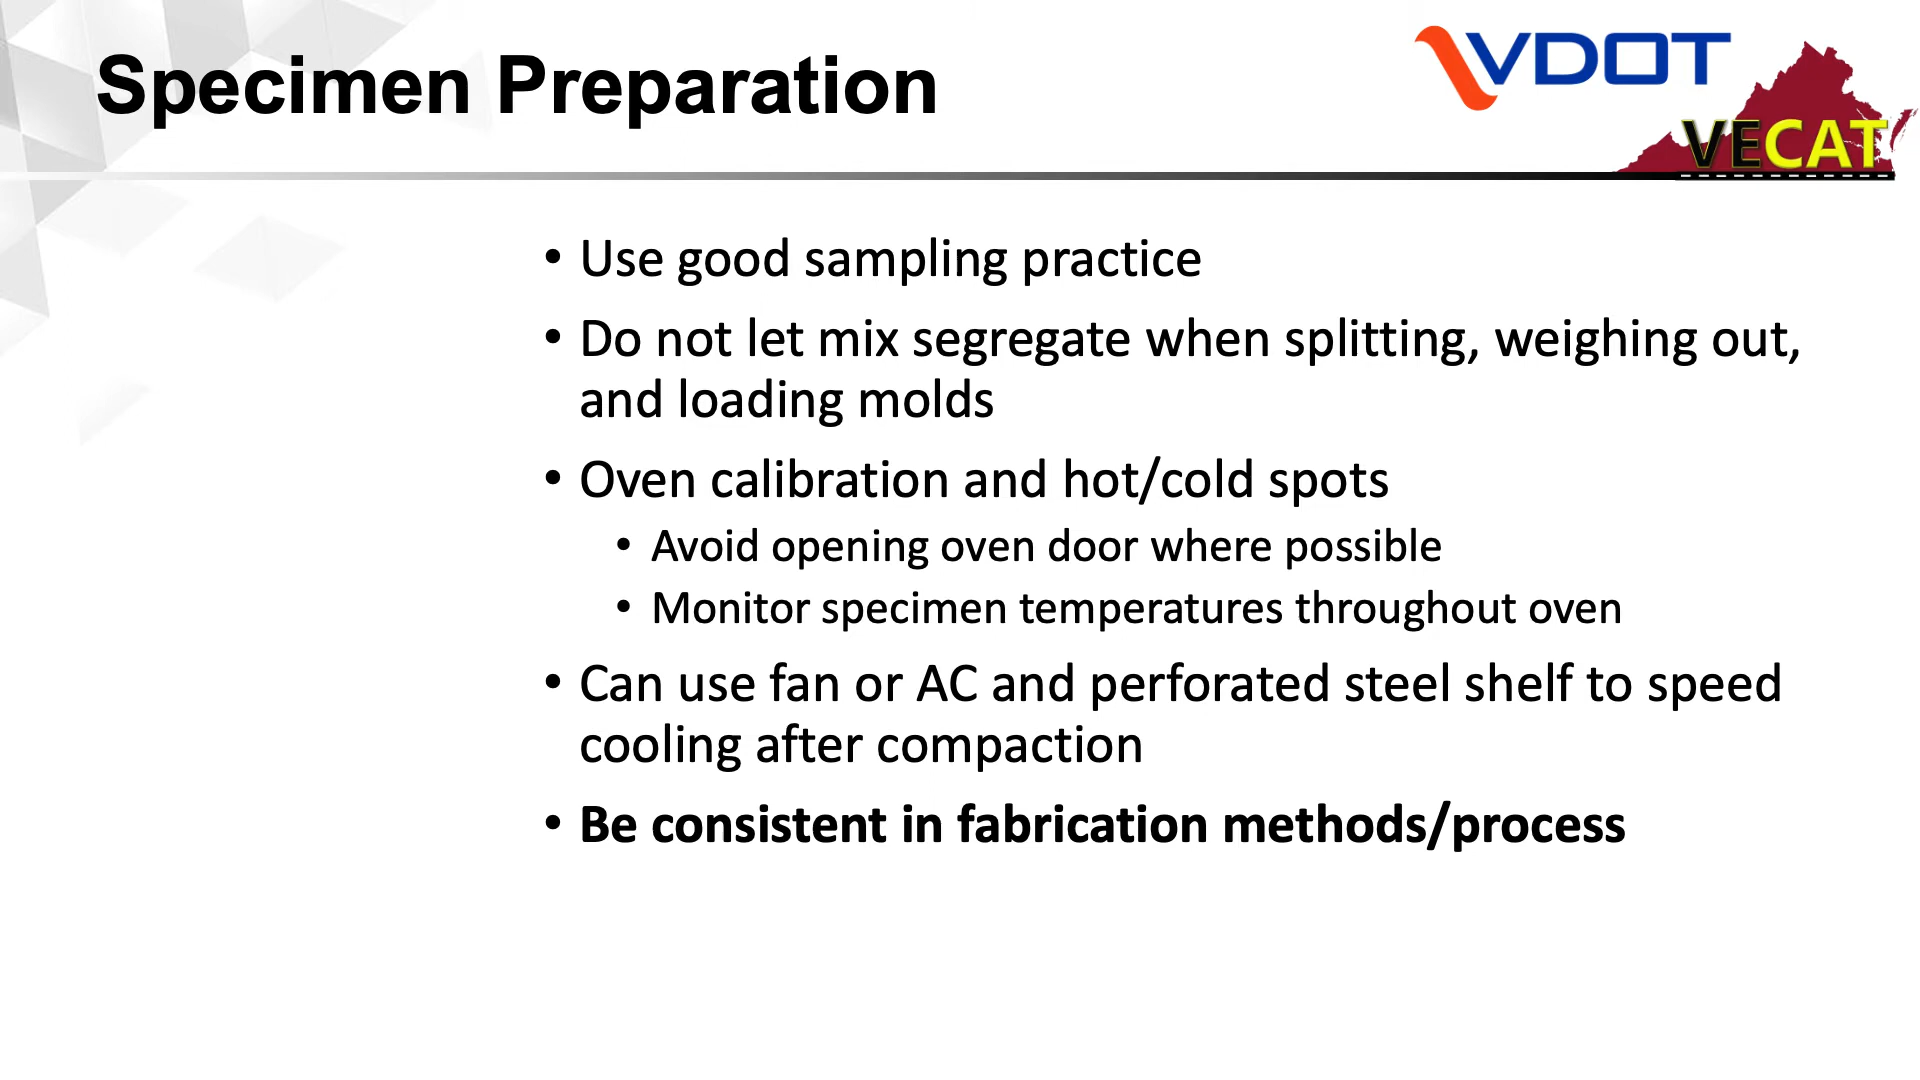 Specimen Preparation
VDOT
VECAT
• Use good sampling practice
• Do not let mix segregate when splitting, weighing out,
and loading molds
• Oven calibration and hot/cold spots
• Avoid opening oven door where possible
• Monitor specimen temperatures throughout oven
• Can use fan or AC and perforated steel shelf to speed
cooling after compaction
• Be consistent in fabrication methods/process